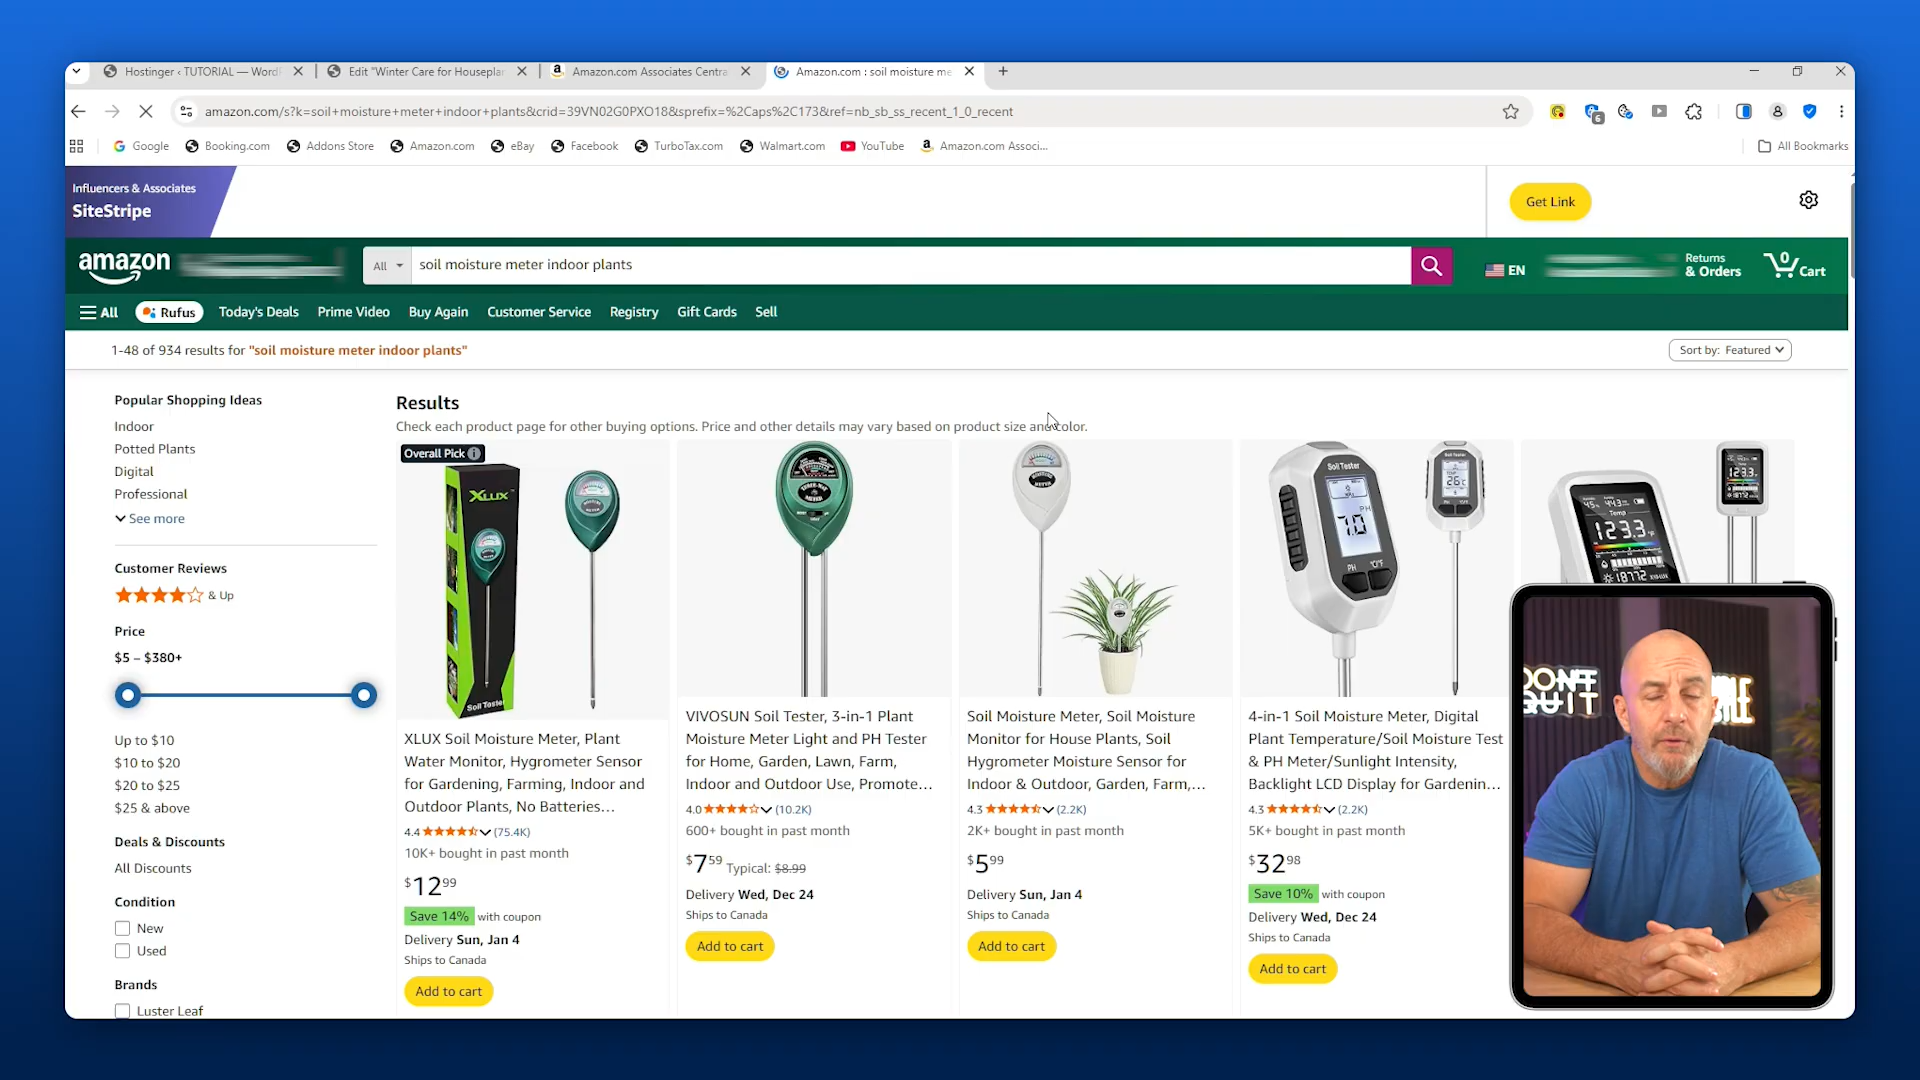 Hostinger ‹ TUTORIAL — Word
Edit "Winter Care for Houseplan
Amazon.com Associates Centra
Amazon.com : soil moisture me
amazon.com/s?k=soil+moisture+meter+indoor+plants&crid=39VN02G0PXO18&sprefix=%2Caps%2C173&ref=nb_sb_ss_recent_1_0_recent
6
Google
Booking.com
Addons Store
Amazon.com
eBay
Facebook
TurboTax.com
Walmart.com
YouTube
Amazon.com Associ...
All Bookmarks
Influencers & Associates
SiteStripe
Get Link
amazon
All
soil moisture meter indoor plants
EN
Returns
& Orders
0
Cart
All
Rufus
Today's Deals
Prime Video
Buy Again
Customer Service
Registry
Gift Cards
Sell
1-48 of 934 results for "soil moisture meter indoor plants"
Sort by: Featured
Popular Shopping Ideas
Indoor
Potted Plants
Digital
Professional
See more
Customer Reviews
& Up
Price
$5 – $380+
Up to $10
$10 to $20
$20 to $25
$25 & above
Deals & Discounts
All Discounts
Condition
New
Used
Brands
Luster Leaf
Results
Check each product page for other buying options. Price and other details may vary based on product size and color.
Overall Pick
XLUX
Soil Tester
XLUX Soil Moisture Meter, Plant
Water Monitor, Hygrometer Sensor
for Gardening, Farming, Indoor and
Outdoor Plants, No Batteries...
4.4
(75.4K)
10K+ bought in past month
$12.99
Save 14% with coupon
Delivery Sun, Jan 4
Ships to Canada
Add to cart
VIVOSUN Soil Tester, 3-in-1 Plant
Moisture Meter Light and PH Tester
for Home, Garden, Lawn, Farm,
Indoor and Outdoor Use, Promote...
4.0
(10.2K)
600+ bought in past month
$7.59 Typical: $8.99
Delivery Wed, Dec 24
Ships to Canada
Add to cart
Soil Moisture Meter, Soil Moisture
Monitor for House Plants, Soil
Hygrometer Moisture Sensor for
Indoor & Outdoor, Garden, Farm,...
4.3
(2.2K)
2K+ bought in past month
$5.99
Delivery Sun, Jan 4
Ships to Canada
Add to cart
Soil Tester
7.0
PH
PH
°C/°F
Soil Tester
26c
4-in-1 Soil Moisture Meter, Digital
Plant Temperature/Soil Moisture Test
& PH Meter/Sunlight Intensity,
Backlight LCD Display for Gardenin...
4.3
(2.2K)
5K+ bought in past month
$32.98
Save 10% with coupon
Delivery Wed, Dec 24
Ships to Canada
Add to cart
Temp
123.3
18772
123.3
DON'T
QUIT